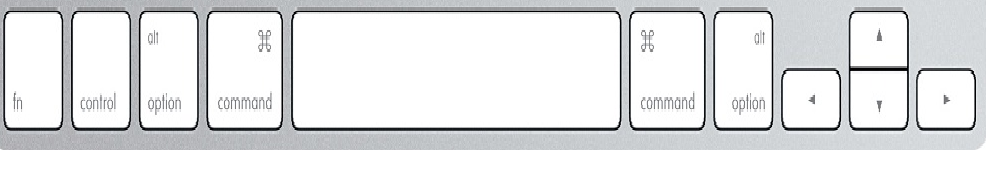 fn
control
alt
option
⌘
command
⌘
command
alt
option